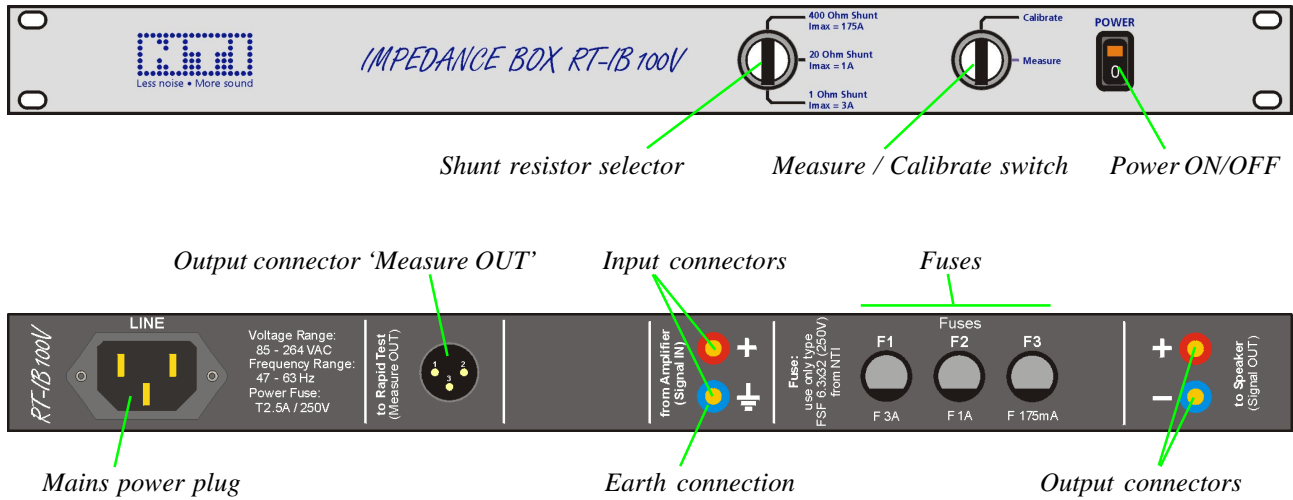 NTI
Less noise • More sound
IMPEDANCE BOX RT-IB 100V
400 Ohm Shunt
Imax = 175A
20 Ohm Shunt
Imax = 1A
1 Ohm Shunt
Imax = 3A
Calibrate
Measure
POWER
0
Shunt resistor selector
Measure / Calibrate switch
Power ON/OFF
Output connector ‘Measure OUT’
Input connectors
Fuses
RT-IB 100V
LINE
Voltage Range:
85 - 264 VAC
Frequency Range:
47 - 63 Hz
Power Fuse:
T2.5A / 250V
to Rapid Test
(Measure OUT)
1
2
3
from Amplifier
(Signal IN)
+
Fuse:
use only type
FSF 6,3x32 (250V)
from NTI
Fuses
F1
F2
F3
F 3A
F 1A
F 175mA
+
−
to Speaker
(Signal OUT)
Mains power plug
Earth connection
Output connectors